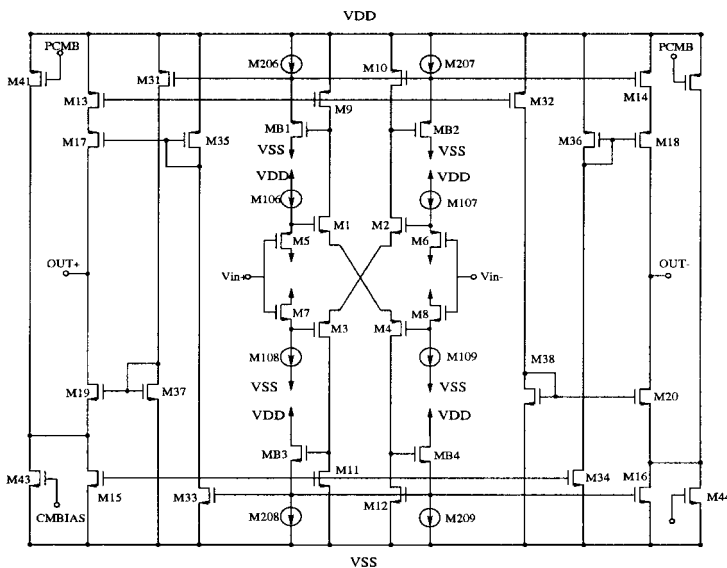 VDD
PCMB
M206
M10
M207
PCMB
M41
M31
M14
M13
M9
M32
M17
M35
MB1
MB2
M36
M18
VSS
VSS
VDD
VDD
M106
M107
M1
M2
M5
M6
OUT+
Vin+
Vin-
OUT-
M7
M8
M3
M4
M108
M109
M38
M19
M37
VSS
VSS
M20
VDD
VDD
MB3
MB4
M11
M34
M16
M43
M15
M33
M12
M44
CMBIAS
M208
M209
VSS